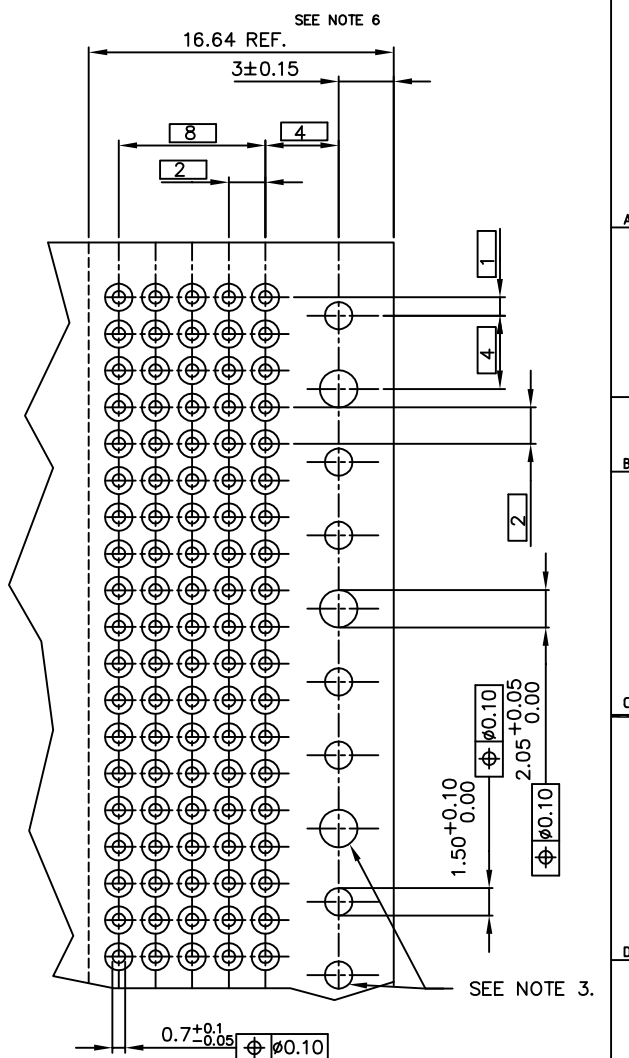 SEE NOTE 6
16.64 REF.
3±0.15
8
4
2
1
4
A
B
2
C
⌖ ø0.10
2.05 +0.05 0.00
1.50 +0.10 0.00
⌖ ø0.10
D
SEE NOTE 3.
0.7 +0.1 -0.05 ⌖ ø0.10